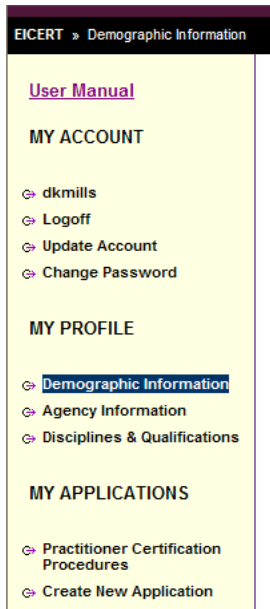 EICERT » Demographic Information
User Manual
MY ACCOUNT
dkmills
Logoff
Update Account
Change Password
MY PROFILE
Demographic Information
Agency Information
Disciplines & Qualifications
MY APPLICATIONS
Practitioner Certification
Procedures
Create New Application